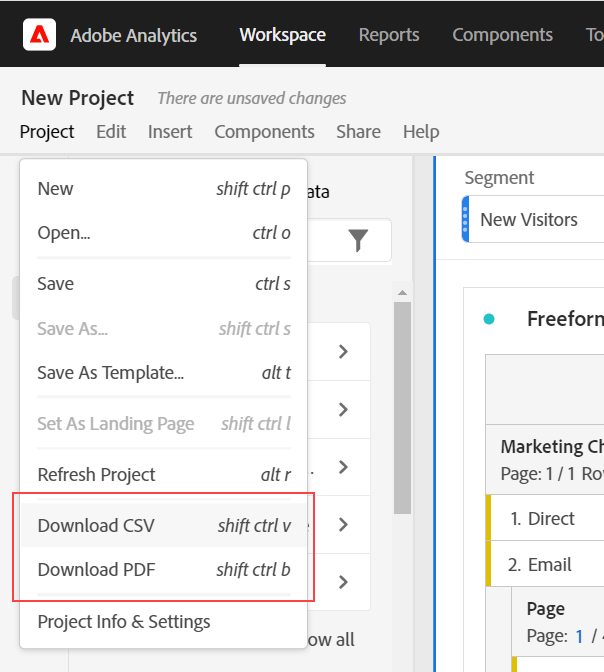 Adobe Analytics Workspace Reports Components To
New Project There are unsaved changes
Project Edit Insert Components Share Help
New shift ctrl p
ata
Open... ctrl o
Save ctrl s
Save As... shift ctrl s
Save As Template... alt t
Set As Landing Page shift ctrl l
Refresh Project alt r
Download CSV shift ctrl v
Download PDF shift ctrl b
Project Info & Settings
ow all
Segment
New Visitors
Freeforn
Marketing Ch
Page: 1 / 1 Ro
1. Direct
2. Email
Page
Page: 1 /